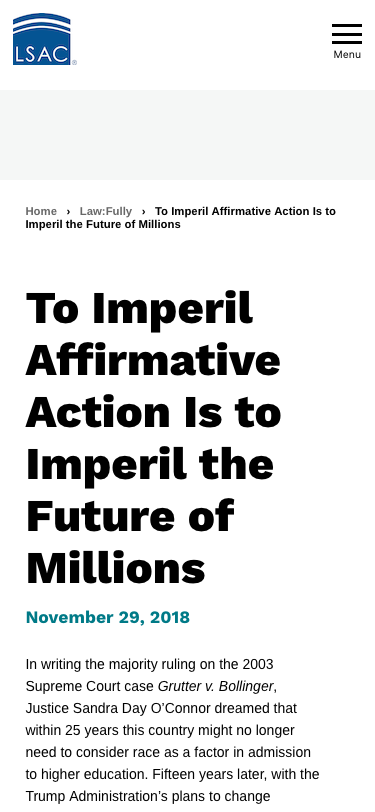 LSAC
Menu
Home › Law:Fully › To Imperil Affirmative Action Is to
Imperil the Future of Millions
To Imperil
Affirmative
Action Is to
Imperil the
Future of
Millions
November 29, 2018
In writing the majority ruling on the 2003
Supreme Court case Grutter v. Bollinger,
Justice Sandra Day O’Connor dreamed that
within 25 years this country might no longer
need to consider race as a factor in admission
to higher education. Fifteen years later, with the
Trump Administration’s plans to change